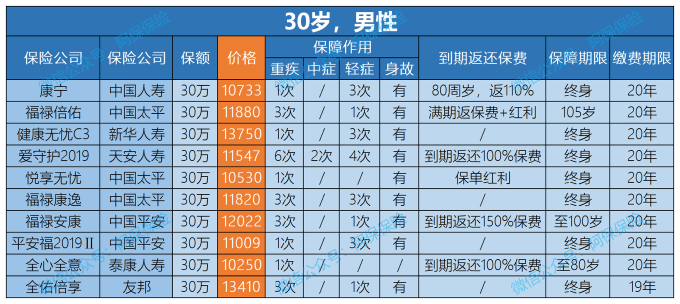 30岁，男性
保险公司 保险公司 保额 价格 保障作用 到期返还保费 保障期限 缴费期限
重疾 中症 轻症 身故
康宁 中国人寿 30万 10733 1次 / 3次 有 80周岁，返110% 终身 20年
福禄倍佑 中国太平 30万 11880 3次 / 1次 有 满期返保费+红利 105岁 20年
健康无忧C3 新华人寿 30万 13750 1次 / 3次 有 / 终身 20年
爱守护2019 天安人寿 30万 11547 6次 2次 4次 有 到期返还100%保费 终身 20年
悦享无忧 中国太平 30万 10530 1次 / / 有 保单红利 终身 20年
福禄康逸 中国太平 30万 11820 3次 / 3次 有 / 终身 20年
福禄安康 中国平安 30万 12022 3次 / 1次 有 到期返还150%保费 至100岁 20年
平安福2019Ⅱ 中国平安 30万 11009 1次 / 3次 有 / 终身 20年
全心全意 泰康人寿 30万 10250 1次 / / / 到期返还100%保费 至80岁 20年
全佑倍享 友邦 30万 13410 3次 / 1次 有 / 终身 19年